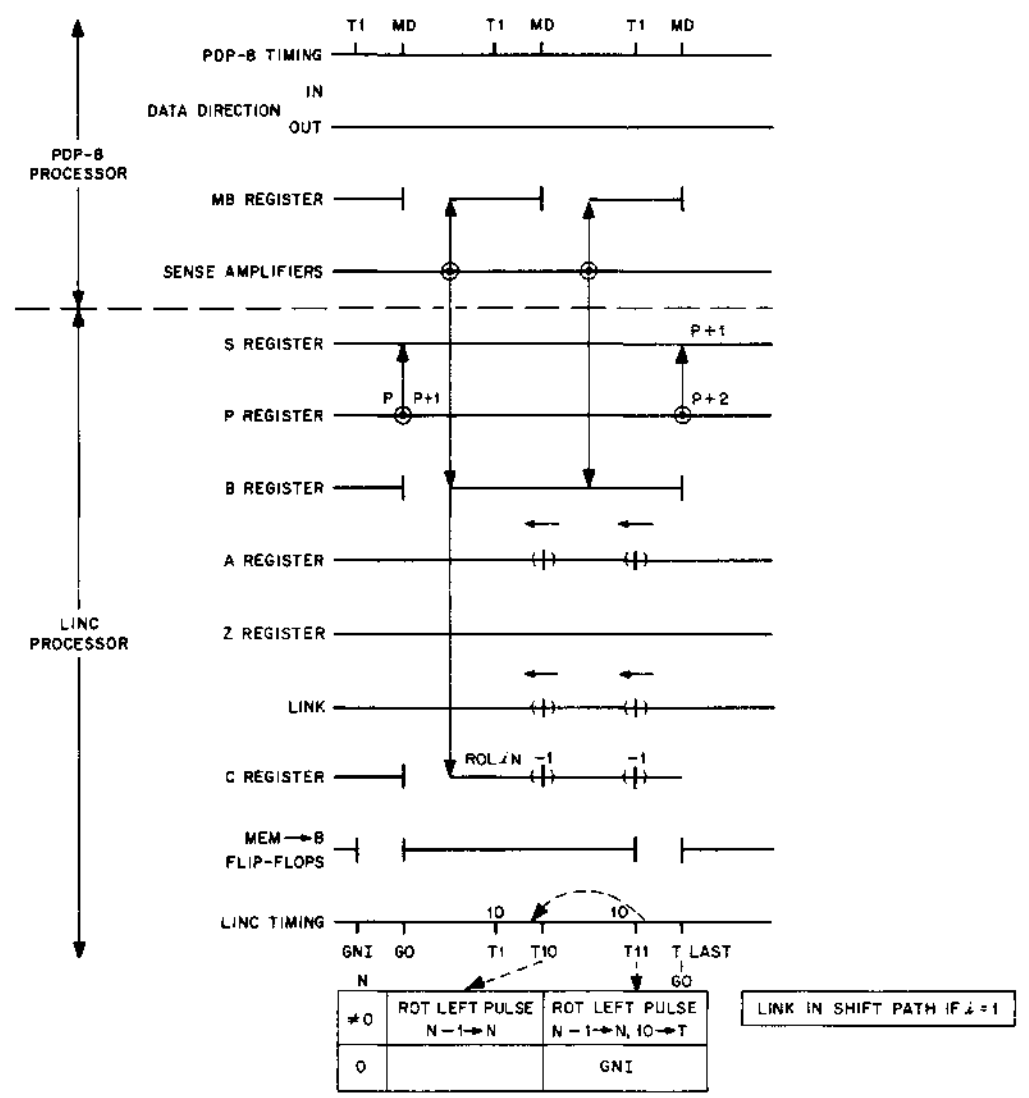 T1 MD T1 MD T1 MD
PDP-8 TIMING
IN
DATA DIRECTION
OUT
PDP-8
PROCESSOR
MB REGISTER
SENSE AMPLIFIERS
S REGISTER P+1
P P+1 P+2
P REGISTER
B REGISTER
A REGISTER
LINC
PROCESSOR
Z REGISTER
LINK
ROL i N -1 -1
C REGISTER
MEM→B
FLIP-FLOPS
10 10
LINC TIMING
GNI GO T1 T10 T11 T LAST
GO
N
≠0 ROT LEFT PULSE ROT LEFT PULSE
N-1→N N-1→N, 10→T
0 GNI
LINK IN SHIFT PATH IF i=1